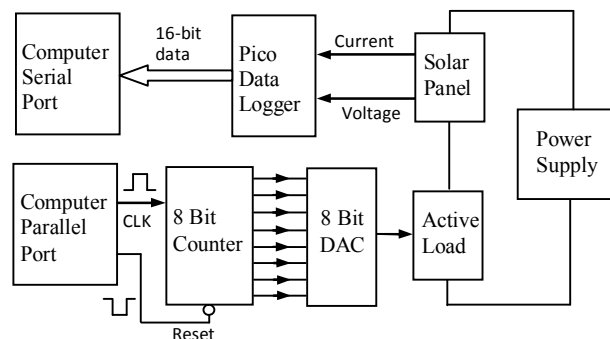 Computer
Serial
Port
16-bit
data
Pico
Data
Logger
Current
Voltage
Solar
Panel
Power
Supply
Computer
Parallel
Port
CLK
Reset
8 Bit
Counter
8 Bit
DAC
Active
Load